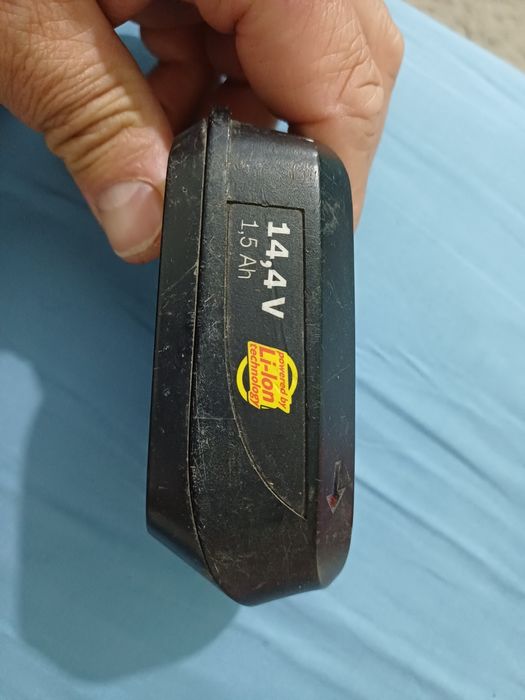 14,4 V
1,5 Ah
powered by
Li-Ion
technology